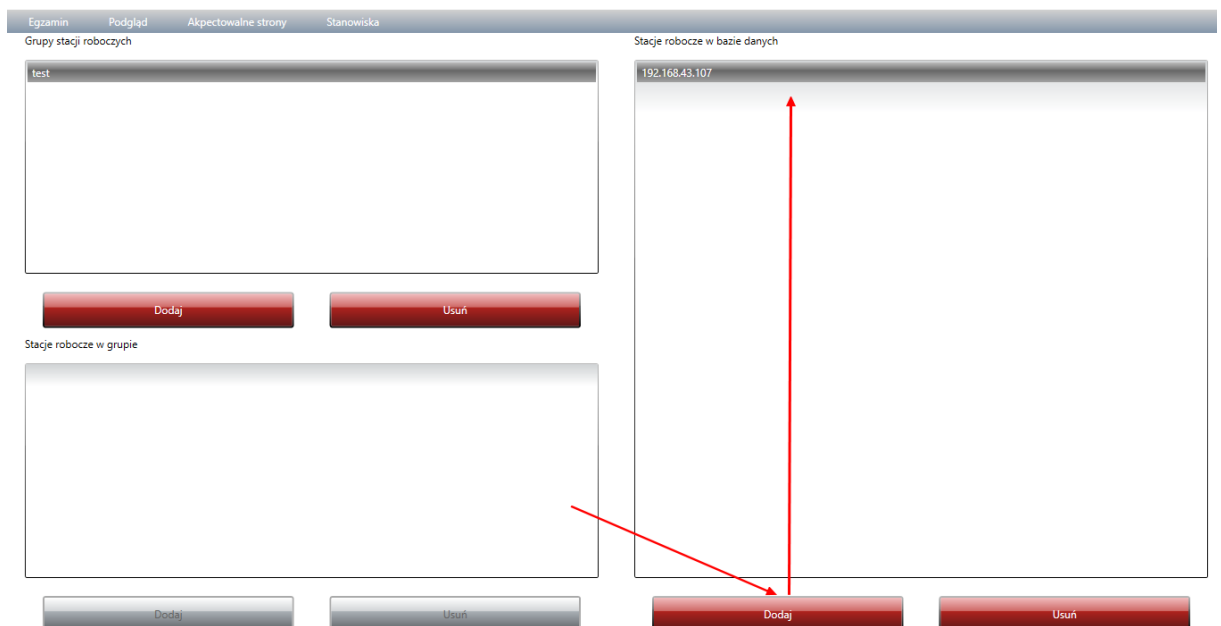 Egzamin Podgląd Akpectowalne strony Stanowiska
Grupy stacji roboczych
test
Dodaj Usuń
Stacje robocze w grupie
Dodaj Usuń
Stacje robocze w bazie danych
192.168.43.107
Dodaj Usuń